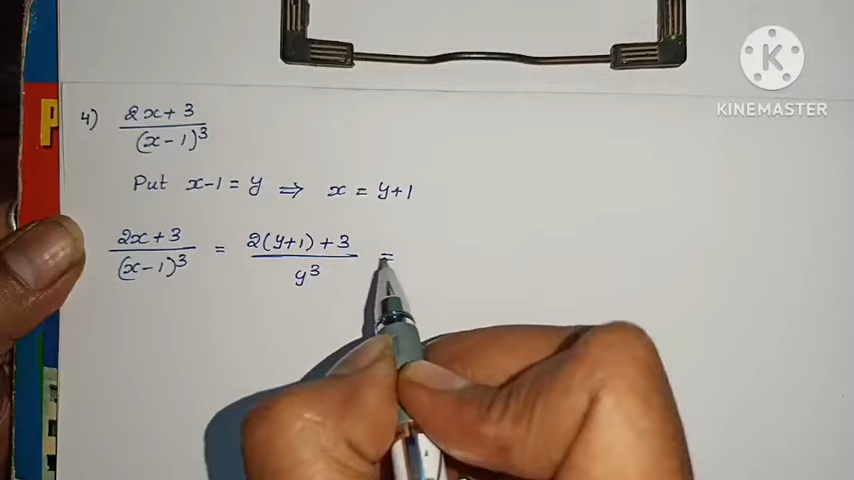 K
KINEMASTER
4) (2x+3)/(x-1)³
Put x-1 = y ⇒ x = y+1
(2x+3)/(x-1)³ = (2(y+1)+3)/y³ =